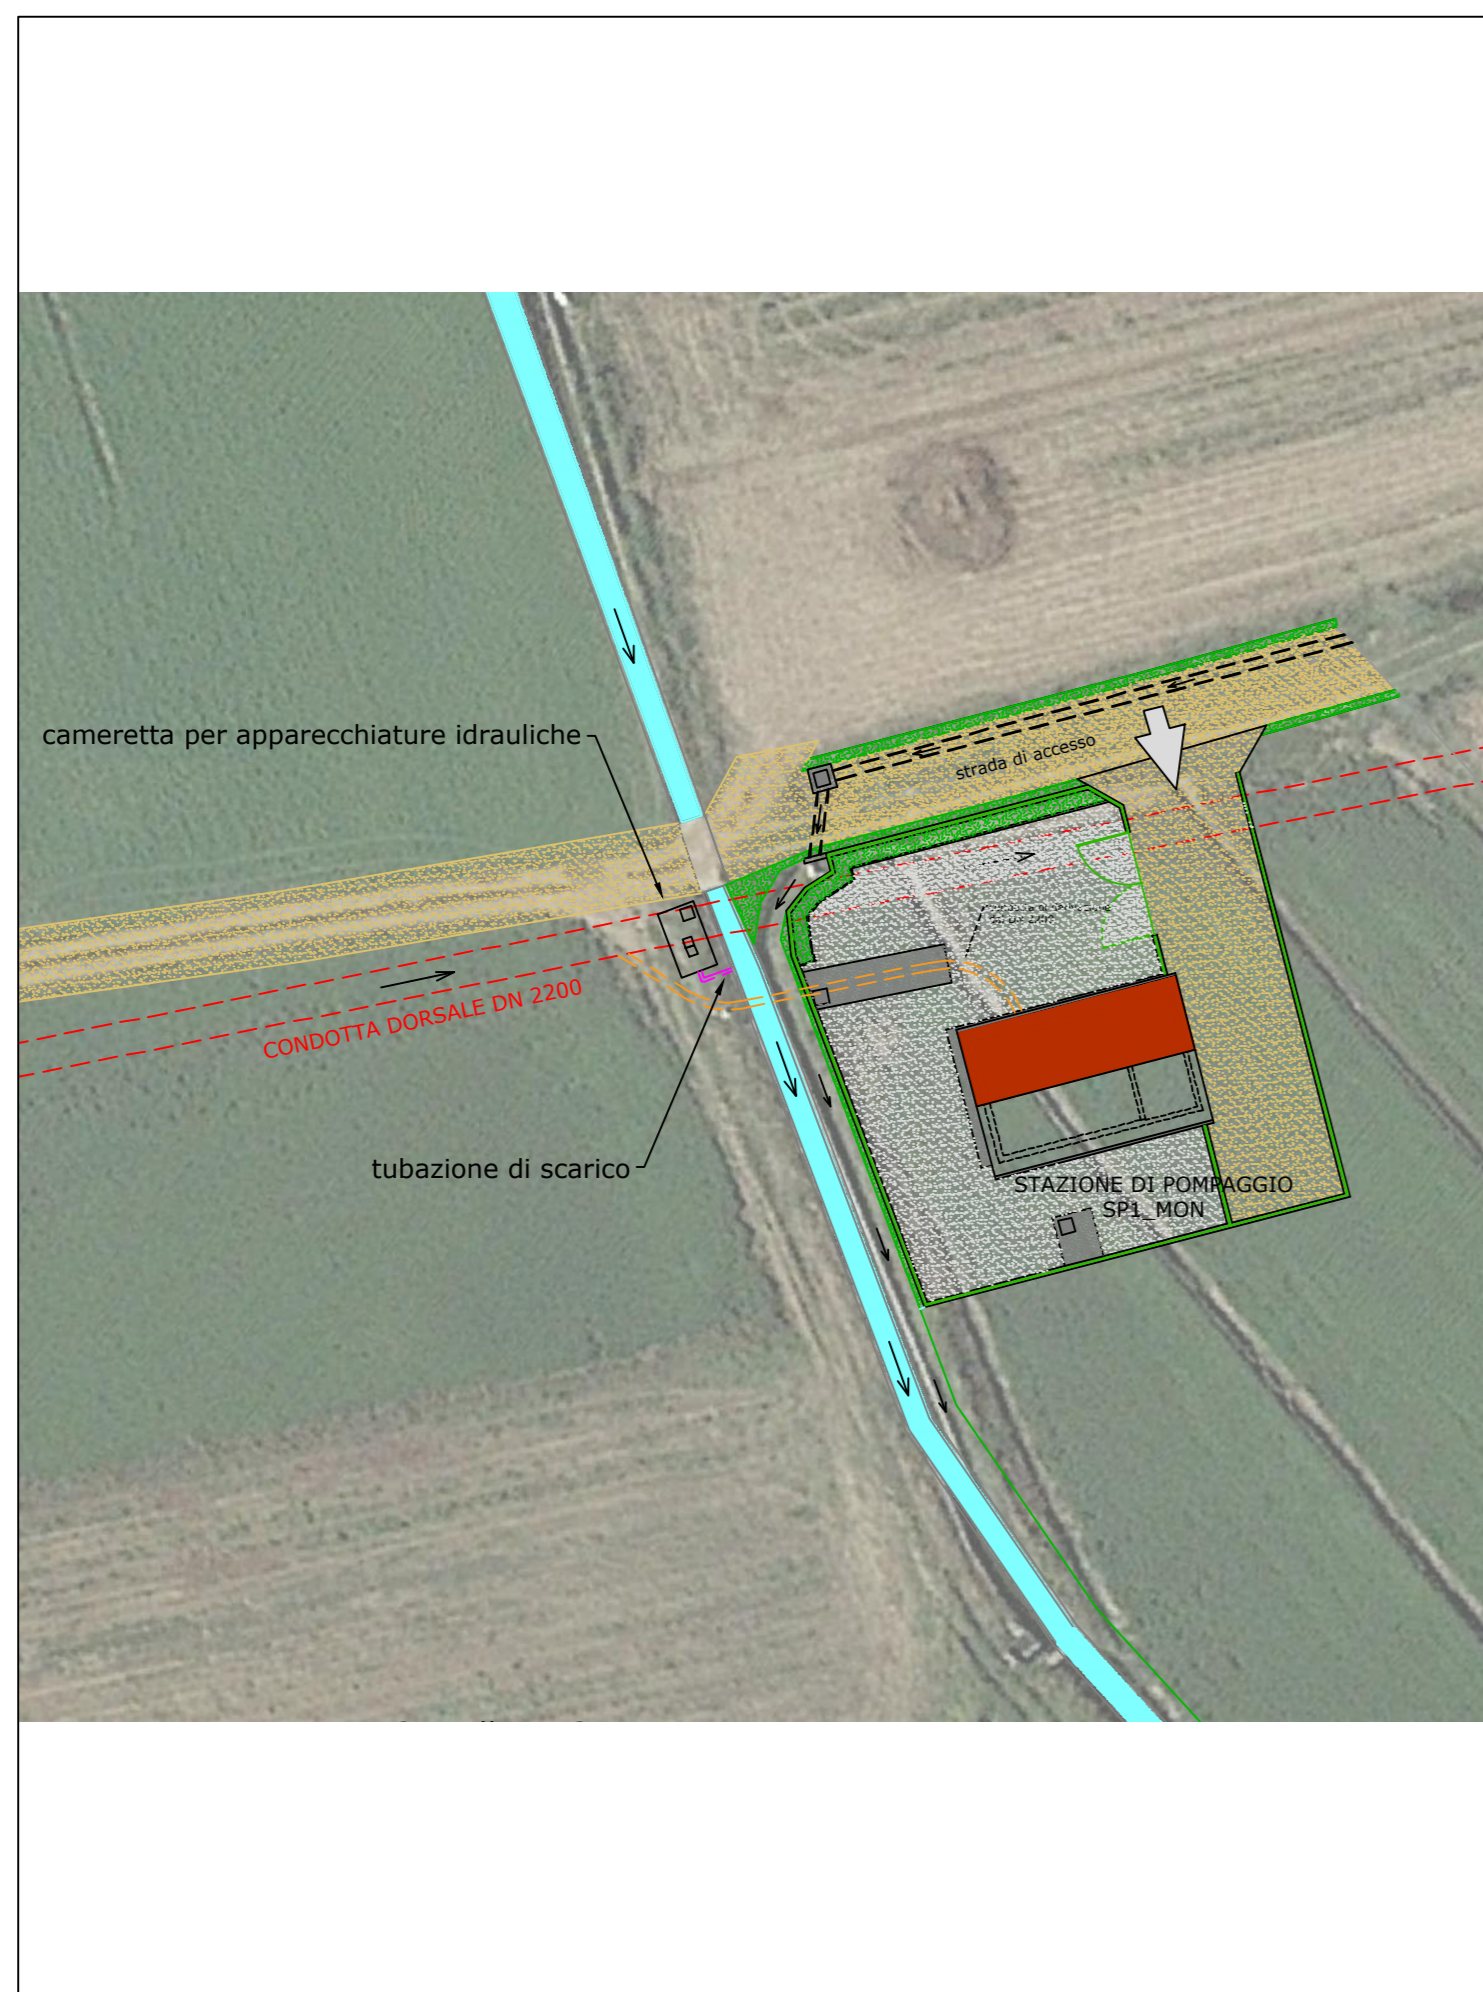 cameretta per apparecchiature idrauliche
strada di accesso
CONDOTTA DORSALE DN 2200
tubazione di scarico
STAZIONE DI POMPAGGIO
SP1_MON